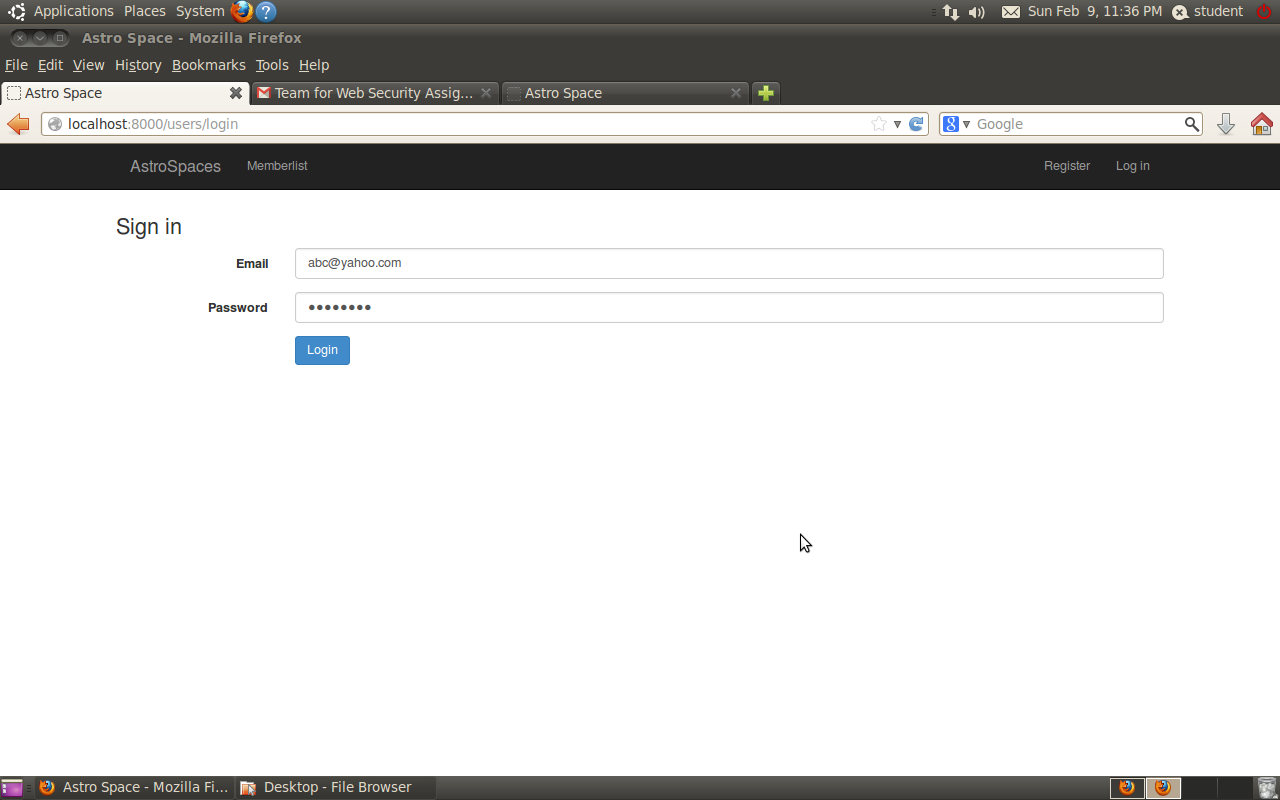 Applications Places System ? Sun Feb 9, 11:36 PM student
Astro Space - Mozilla Firefox
File Edit View History Bookmarks Tools Help
Astro Space Team for Web Security Assig... Astro Space
localhost:8000/users/login Google
AstroSpaces Memberlist Register Log in
Sign in
Email abc@yahoo.com
Password ●●●●●●●●
Login
Astro Space - Mozilla Fi... Desktop - File Browser